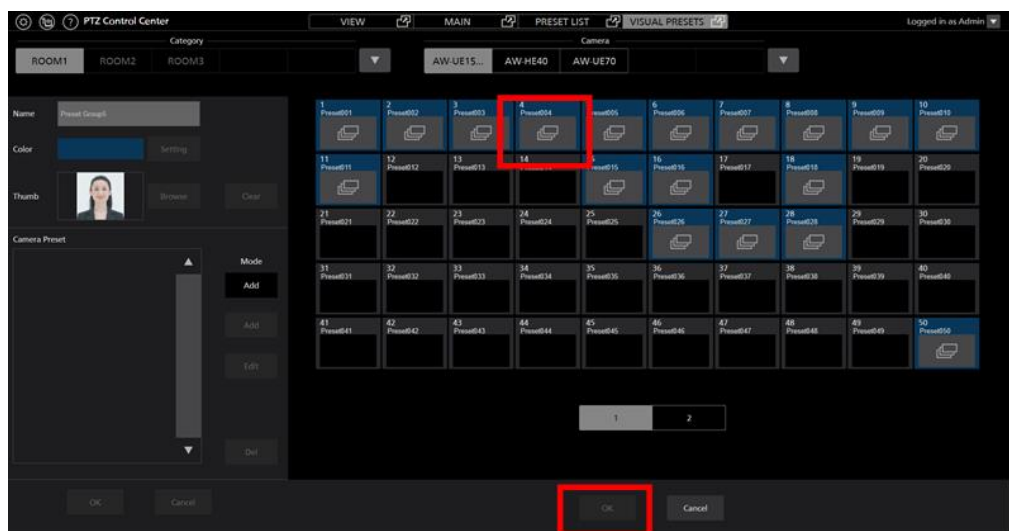 PTZ Control Center
VIEW MAIN PRESET LIST VISUAL PRESETS Logged in as Admin
Category Camera
ROOM1 ROOM2 ROOM3 AW-UE15... AW-HE40 AW-UE70
Name Preset Group5
Color Setting
Thumb Browse Clear
Camera Preset
Mode
Add
Add
Edit
Del
OK Cancel
1 2 3 4 6 7 8 9 10
Preset001 Preset002 Preset003 Preset004 reset005 Preset006 Preset007 Preset008 Preset009 Preset010
11 12 13 14 16 17 18 19 20
Preset011 Preset012 Preset013 Preset015 Preset016 Preset017 Preset018 Preset019 Preset020
21 22 23 24 25 26 27 28 29 30
Preset021 Preset022 Preset023 Preset024 Preset025 Preset026 Preset027 Preset028 Preset029 Preset030
31 32 33 34 35 36 37 38 39 40
Preset031 Preset032 Preset033 Preset034 Preset035 Preset036 Preset037 Preset038 Preset039 Preset040
41 42 43 44 45 46 47 48 49 50
Preset041 Preset042 Preset043 Preset044 Preset045 Preset046 Preset047 Preset048 Preset049 Preset050
1 2
OK Cancel